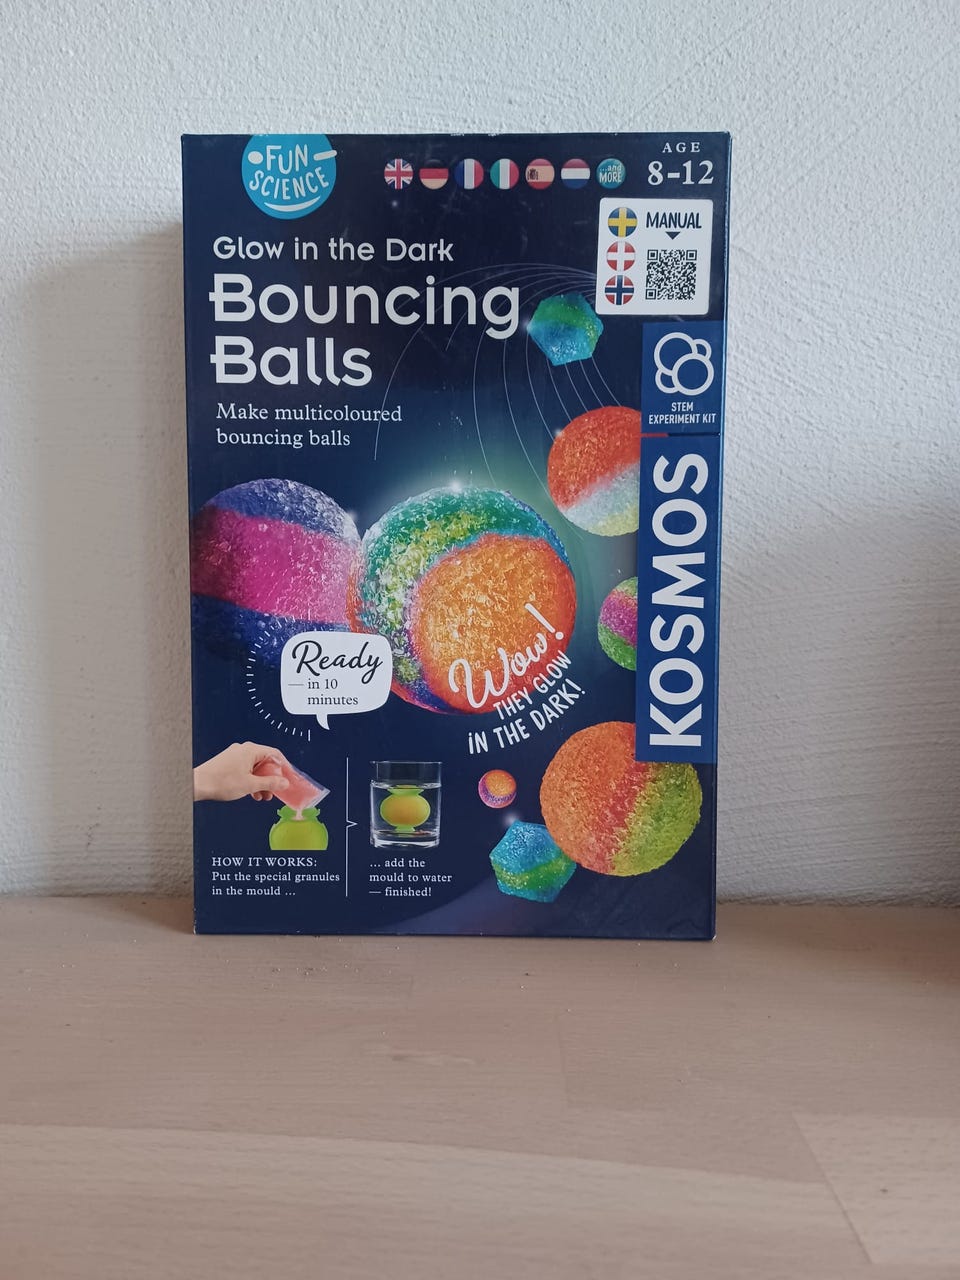 FUN
SCIENCE
...and
MORE
AGE
8-12
MANUAL
Glow in the Dark
Bouncing
Balls
Make multicoloured
bouncing balls
STEM
EXPERIMENT KIT
KOSMOS
Ready
in 10
minutes
Wow!
THEY GLOW
iN THE DARK!
HOW IT WORKS:
Put the special granules
in the mould ...
... add the
mould to water
— finished!